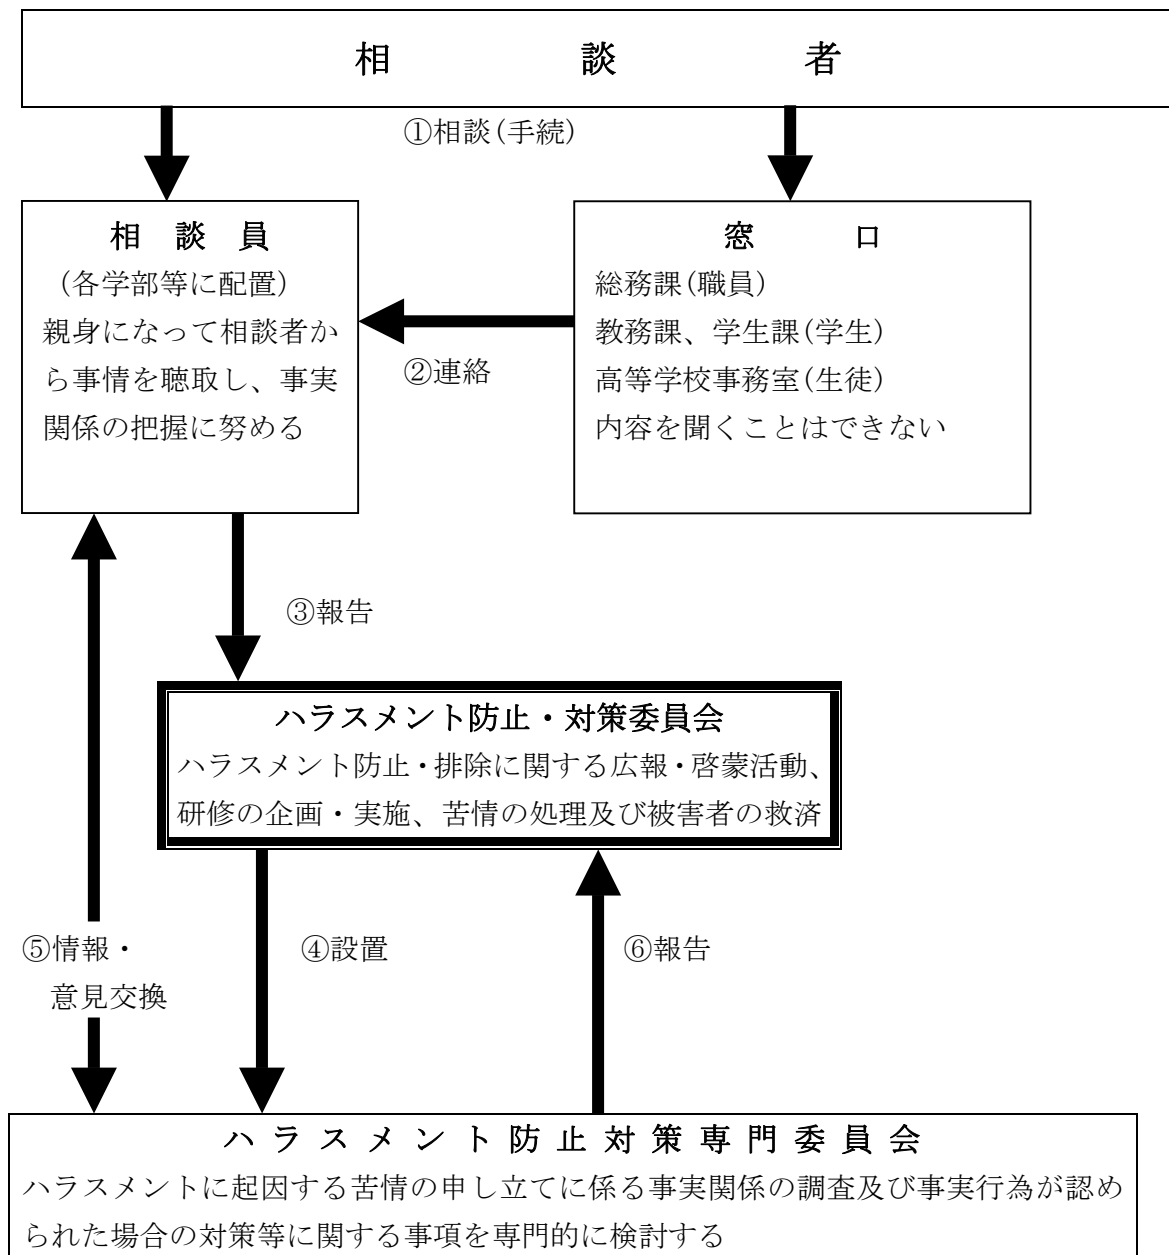 相談者
①相談(手続)
相談員
(各学部等に配置)
親身になって相談者か
ら事情を聴取し、事実
関係の把握に努める
窓口
総務課(職員)
教務課、学生課(学生)
高等学校事務室(生徒)
内容を聞くことはできない
②連絡
③報告
ハラスメント防止・対策委員会
ハラスメント防止・排除に関する広報・啓蒙活動、
研修の企画・実施、苦情の処理及び被害者の救済
⑤情報・
意見交換
④設置
⑥報告
ハラスメント防止対策専門委員会
ハラスメントに起因する苦情の申し立てに係る事実関係の調査及び事実行為が認め
られた場合の対策等に関する事項を専門的に検討する